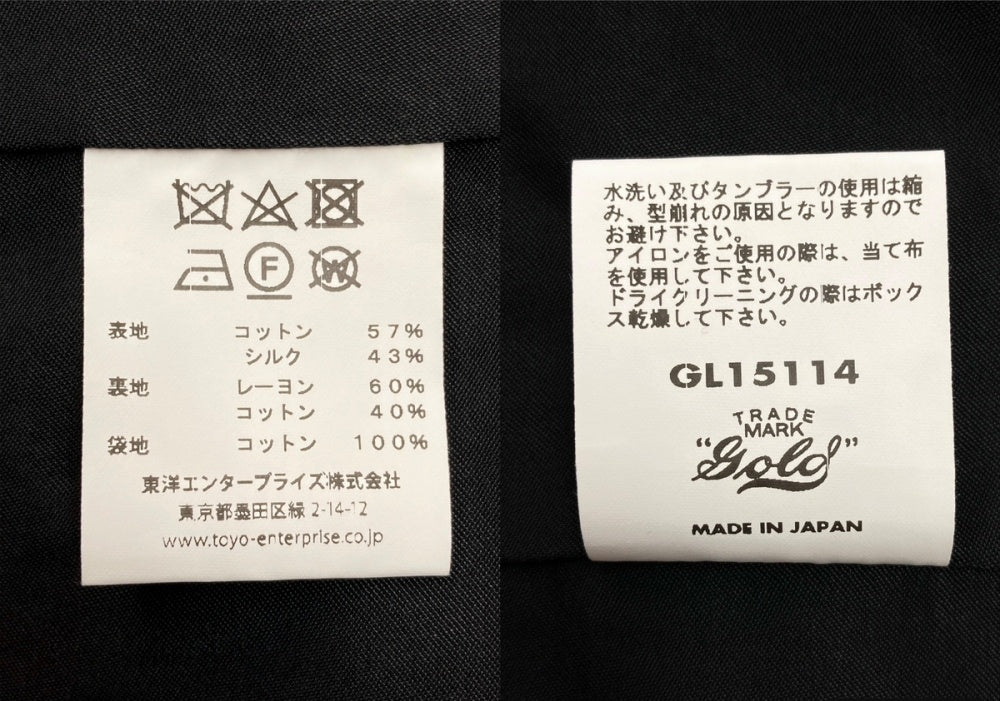 表地 コットン 57%
シルク 43%
裏地 レーヨン 60%
コットン 40%
袋地 コットン 100%
東洋エンタープライズ株式会社
東京都墨田区緑 2-14-12
www.toyo-enterprise.co.jp
水洗い及びタンブラーの使用は縮
み、型崩れの原因となりますので
お避け下さい。
アイロンをご使用の際は、当て布
を使用して下さい。
ドライクリーニングの際はボック
ス乾燥して下さい。
GL15114
TRADE
MARK
"Gold"
MADE IN JAPAN